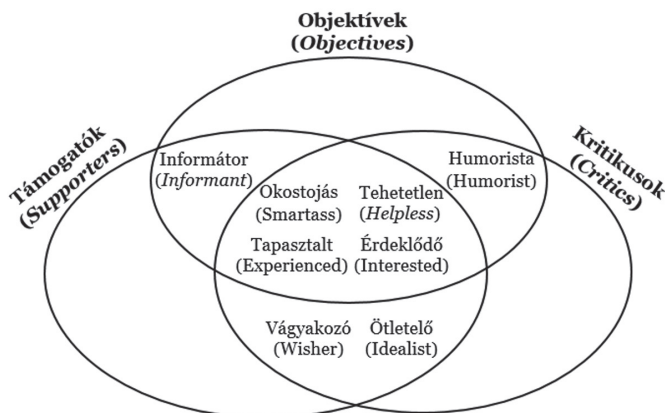 Objektívek
(Objectives)
Támogatók
(Supporters)
Kritikusok
(Critics)
Informátor
(Informant)
Humorista
(Humorist)
Okostojás
(Smartass)
Tehetetlen
(Helpless)
Tapasztalt
(Experienced)
Érdeklődő
(Interested)
Vágyakozó
(Wisher)
Ötletelő
(Idealist)